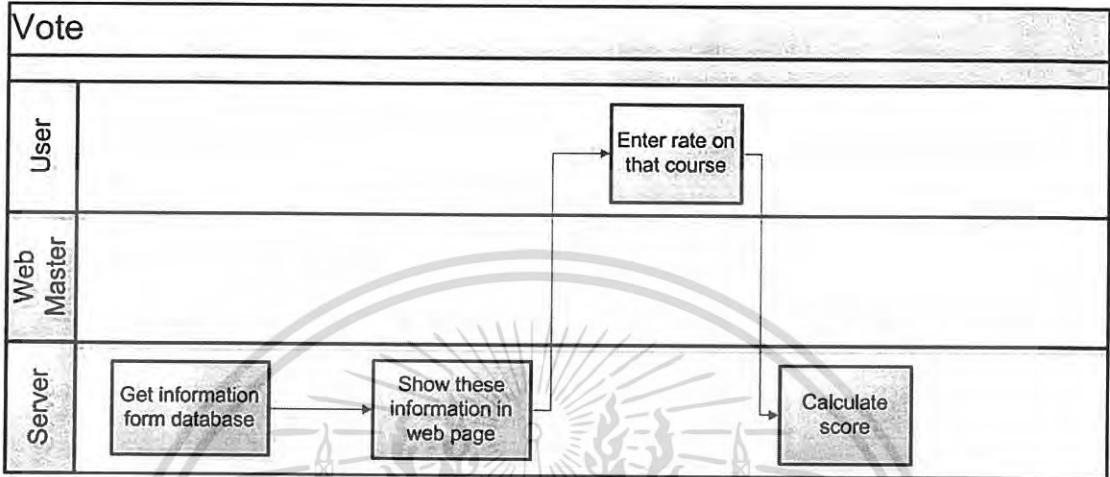 Vote
User
Enter rate on
that course
Web
Master
Server
Get information
form database
Show these
information in
web page
Calculate
score